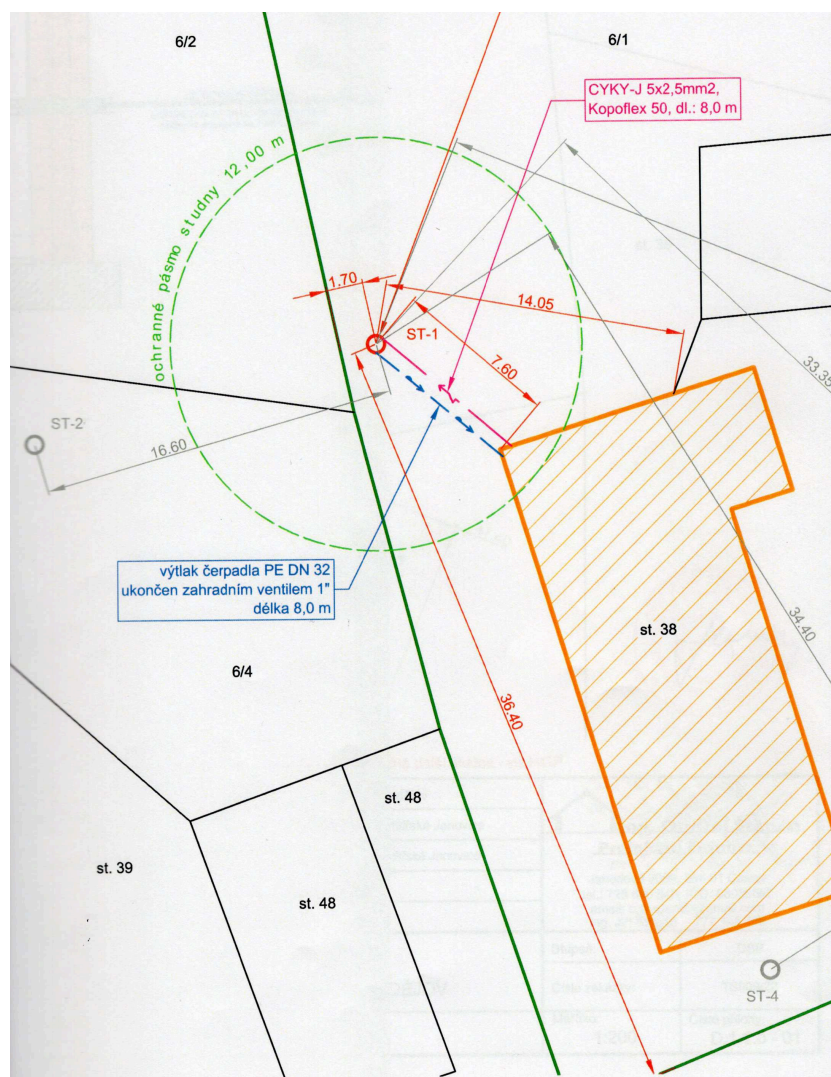 6/2
6/1
CYKY-J 5x2,5mm2,
Kopoflex 50, dl.: 8,0 m
ochranné pásmo studny 12,00 m
1.70
14.05
ST-1
7.60
33.35
ST-2
16.60
výtlak čerpadla PE DN 32
ukončen zahradním ventilem 1"
délka 8,0 m
st. 38
34.40
6/4
36.40
st. 48
st. 39
st. 48
ST-4